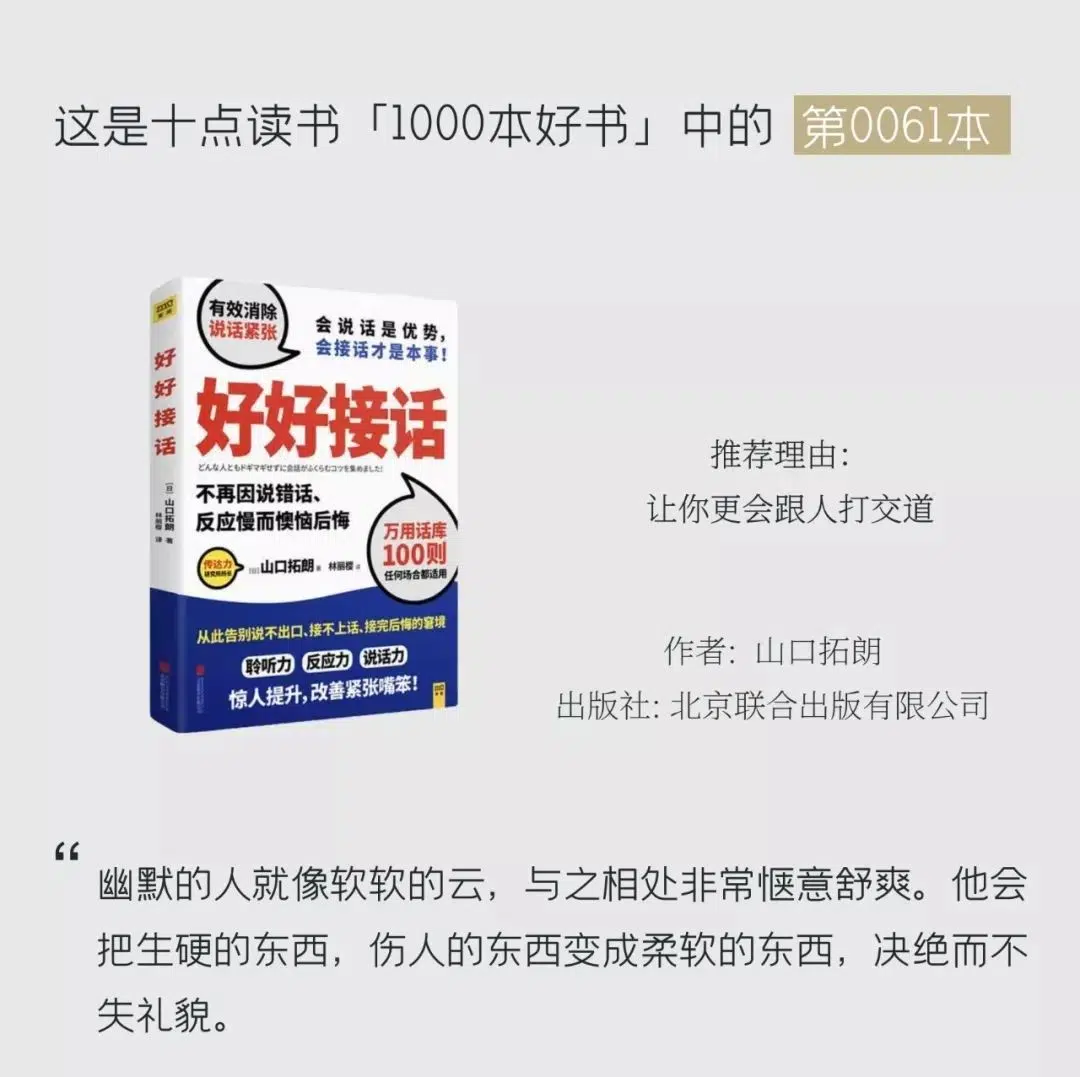 这是十点读书「1000本好书」中的 第0061本
有效消除
说话紧张
会说话是优势，
会接话才是本事！
好好接话
好好接话
どんな人ともドギマギせずに会話がふくらむコツを集めました！
不再因说错话、
反应慢而懊恼后悔
万用话库
100则
任何场合都适用
传达力
研究所所长
[日]山口拓朗 著 林丽樱 译
[日]山口拓朗 著
林丽樱 译
从此告别说不出口、接不上话、接完后悔的窘境
聆听力 反应力 说话力
惊人提升，改善紧张嘴笨！
推荐理由：
让你更会跟人打交道
作者：山口拓朗
出版社：北京联合出版有限公司
“
幽默的人就像软软的云，与之相处非常惬意舒爽。他会
把生硬的东西，伤人的东西变成柔软的东西，决绝而不
失礼貌。